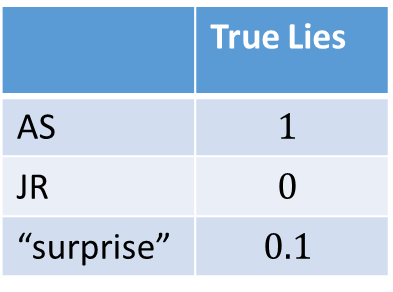 True Lies
AS 1
JR 0
“surprise” 0.1